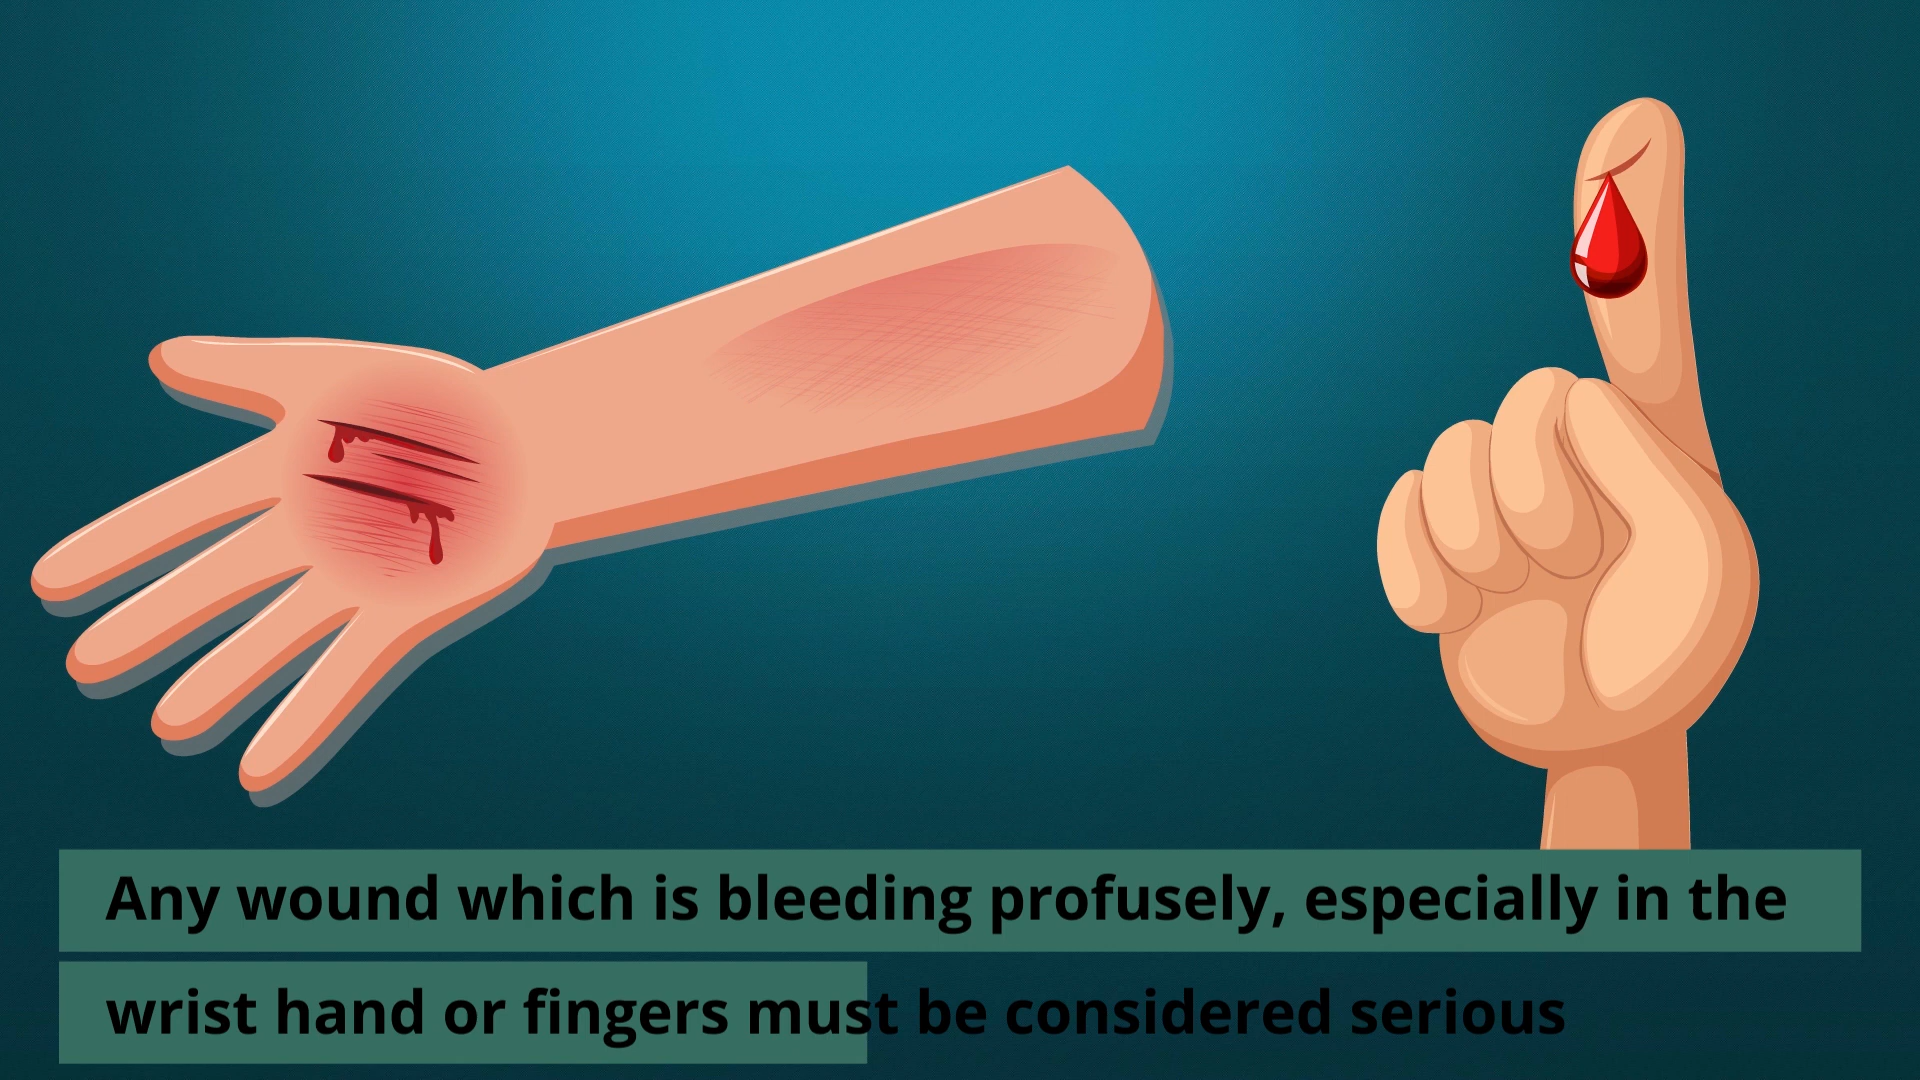 Any wound which is bleeding profusely, especially in the
wrist hand or fingers must be considered serious